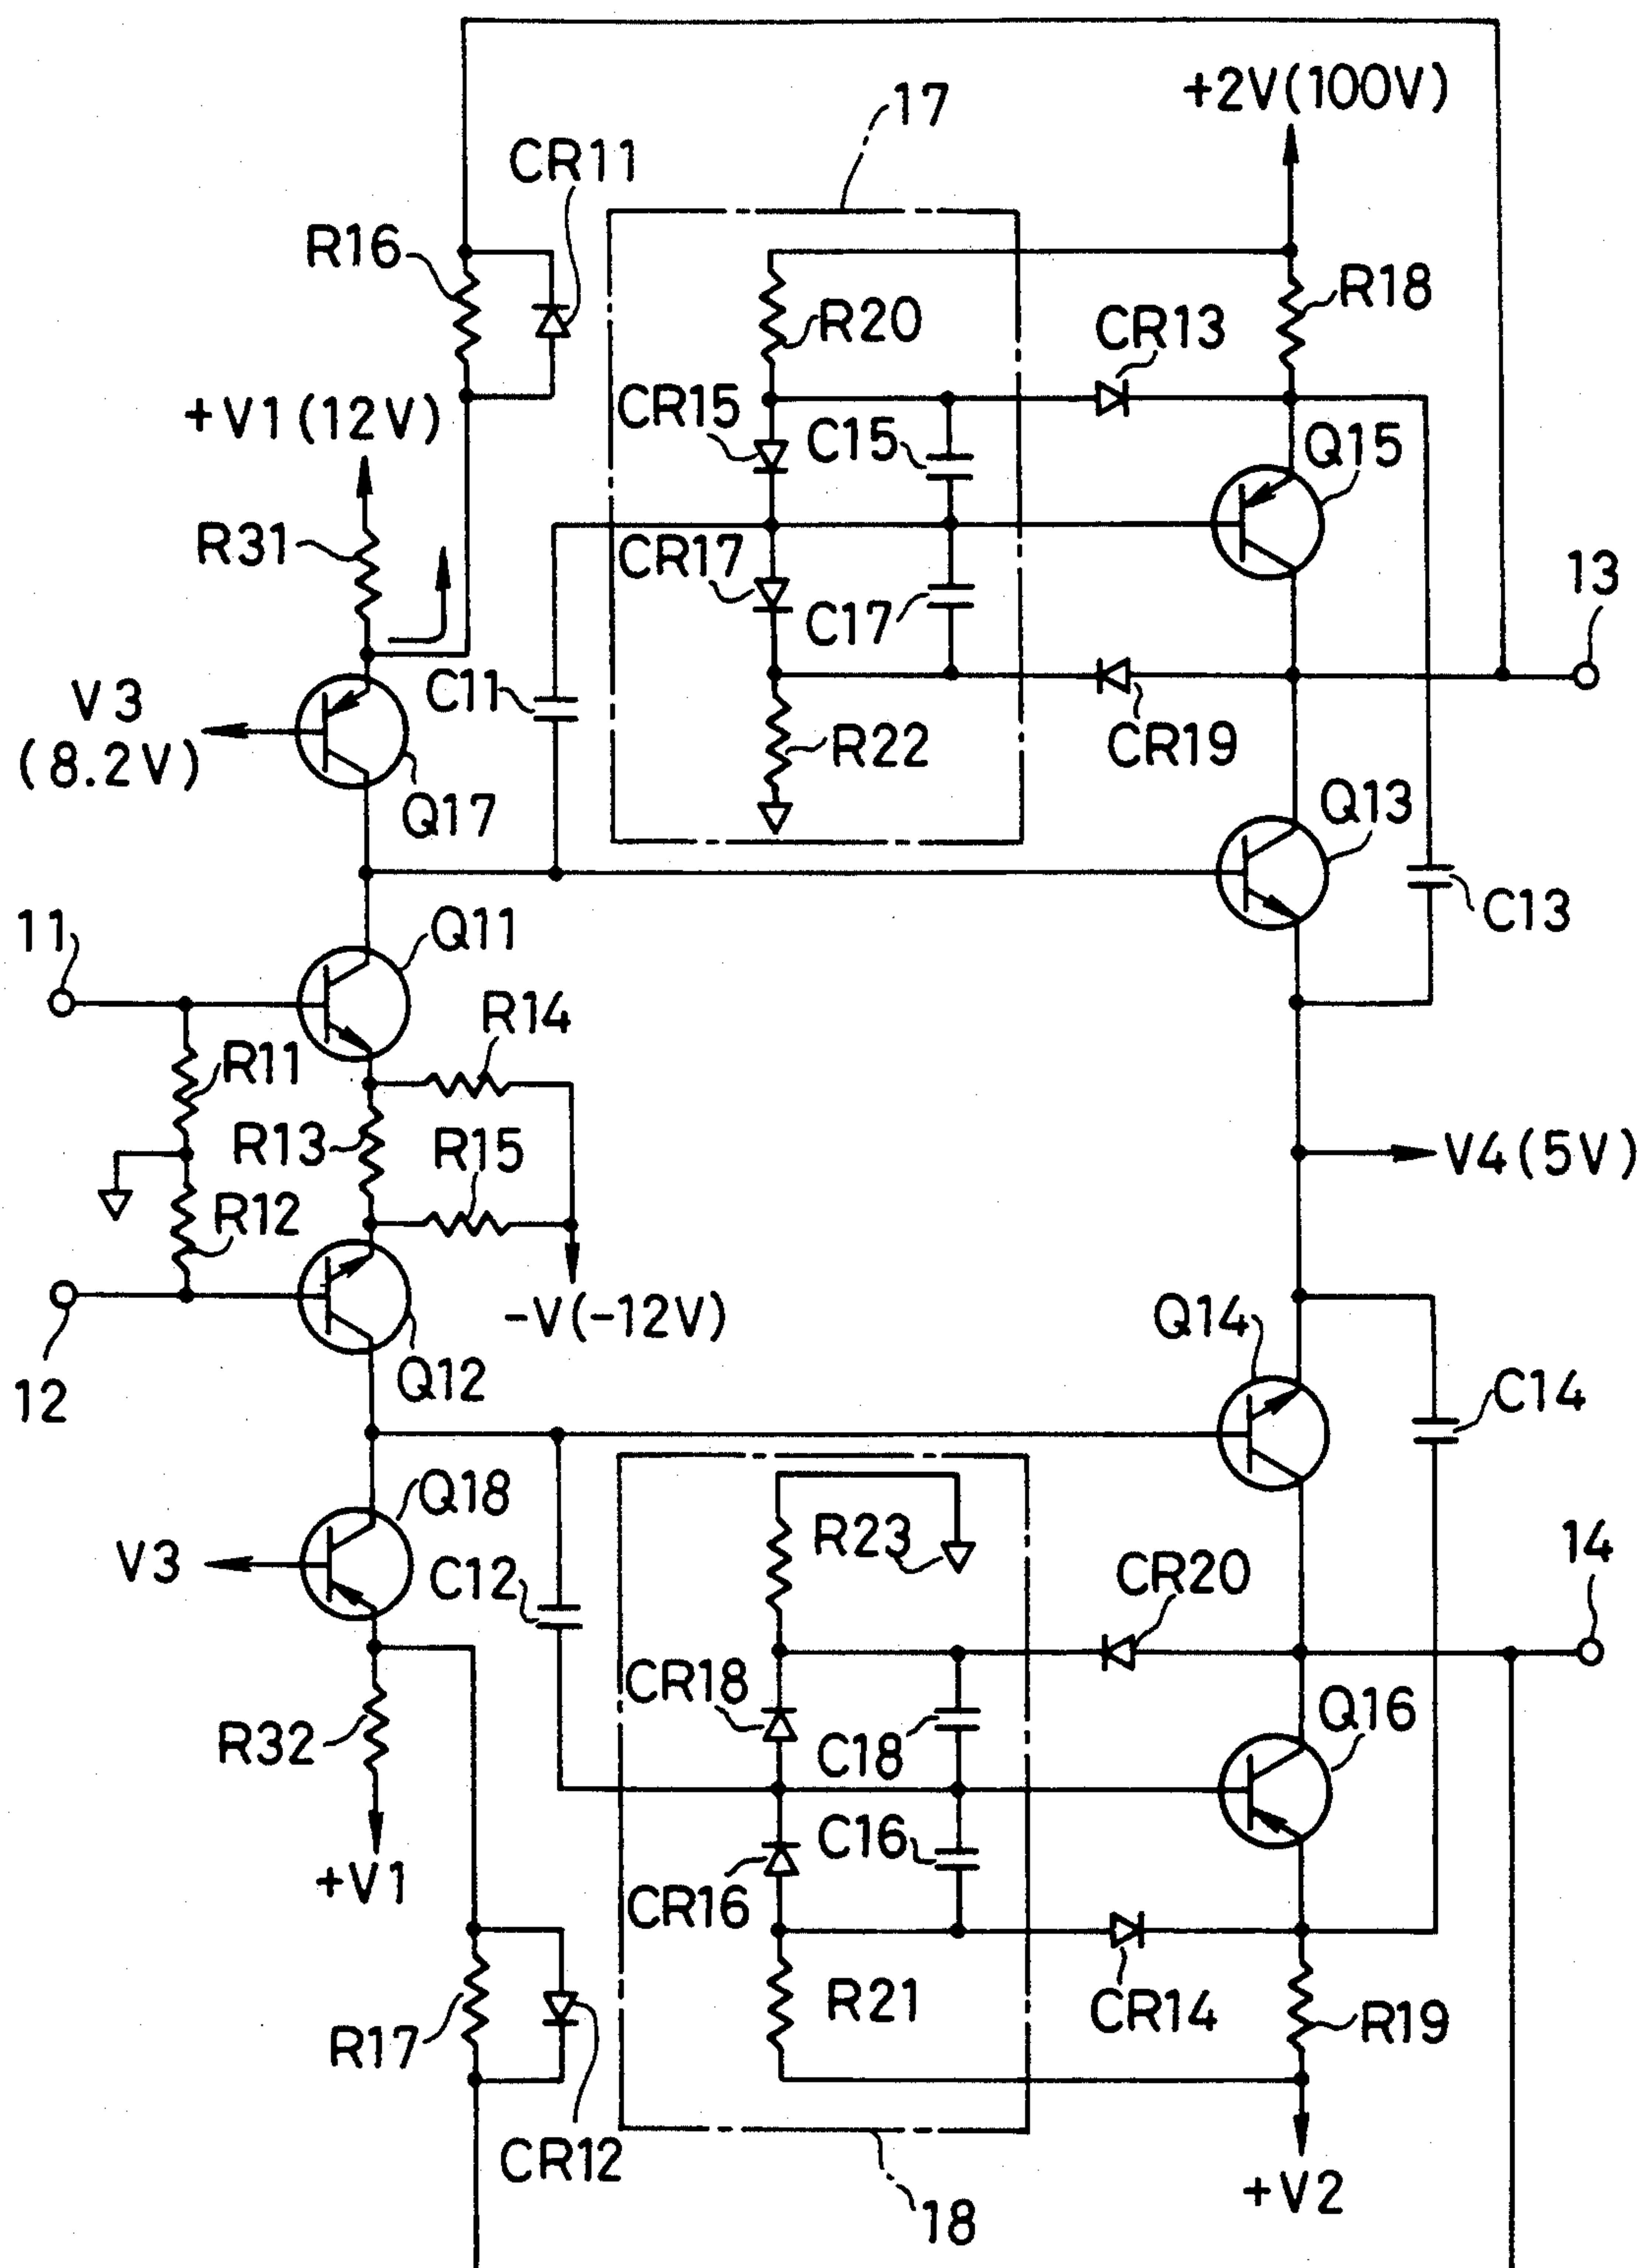 +2V(100V)
17
CR11
R16
R18
R20
CR13
CR15
C15
+V1(12V)
Q15
R31
CR17
13
C17
C11
V3
(8.2V)
R22
CR19
Q17
Q13
C13
11
Q11
R14
R11
R13
R15
V4(5V)
R12
-V(-12V)
Q14
12
Q12
C14
Q18
R23
14
V3
C12
CR20
CR18
Q16
R32
C18
C16
+V1
CR16
R21
CR14
R19
R17
CR12
+V2
18